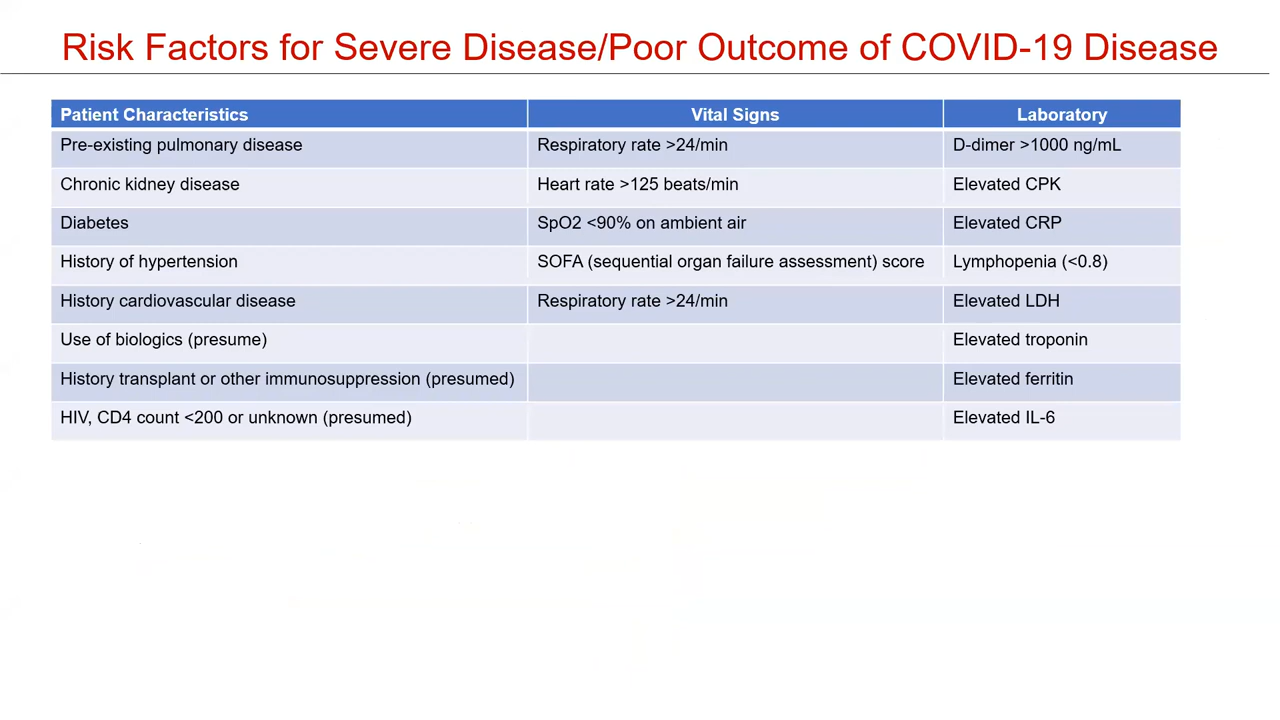 Risk Factors for Severe Disease/Poor Outcome of COVID-19 Disease
Patient Characteristics Vital Signs Laboratory
Pre-existing pulmonary disease Respiratory rate >24/min D-dimer >1000 ng/mL
Chronic kidney disease Heart rate >125 beats/min Elevated CPK
Diabetes SpO2 <90% on ambient air Elevated CRP
History of hypertension SOFA (sequential organ failure assessment) score Lymphopenia (<0.8)
History cardiovascular disease Respiratory rate >24/min Elevated LDH
Use of biologics (presume) Elevated troponin
History transplant or other immunosuppression (presumed) Elevated ferritin
HIV, CD4 count <200 or unknown (presumed) Elevated IL-6